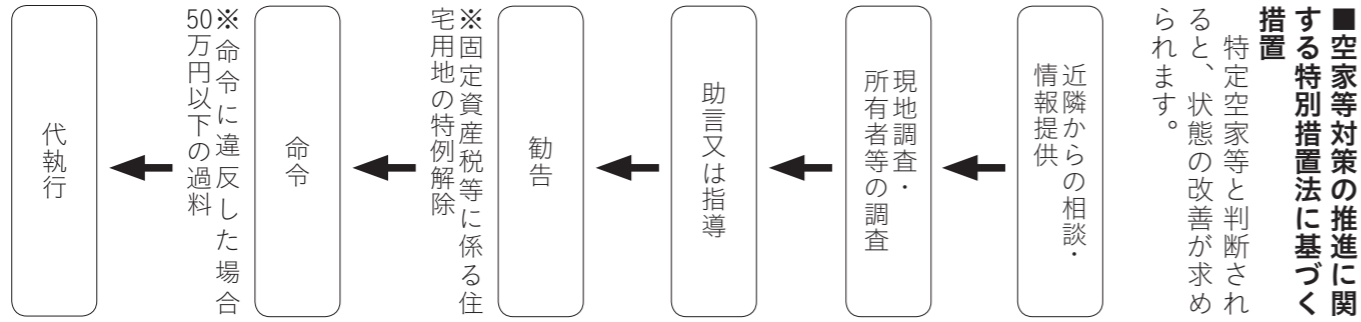 ■空家等対策の推進に関
する特別措置法に基づく
措置
特定空家等と判断され
ると、状態の改善が求め
られます。
近隣からの相談・
情報提供
現地調査・
所有者等の調査
助言又は指導
勧告
※固定資産税等に係る住
宅用地の特例解除
命令
※命令に違反した場合
50万円以下の過料
代執行